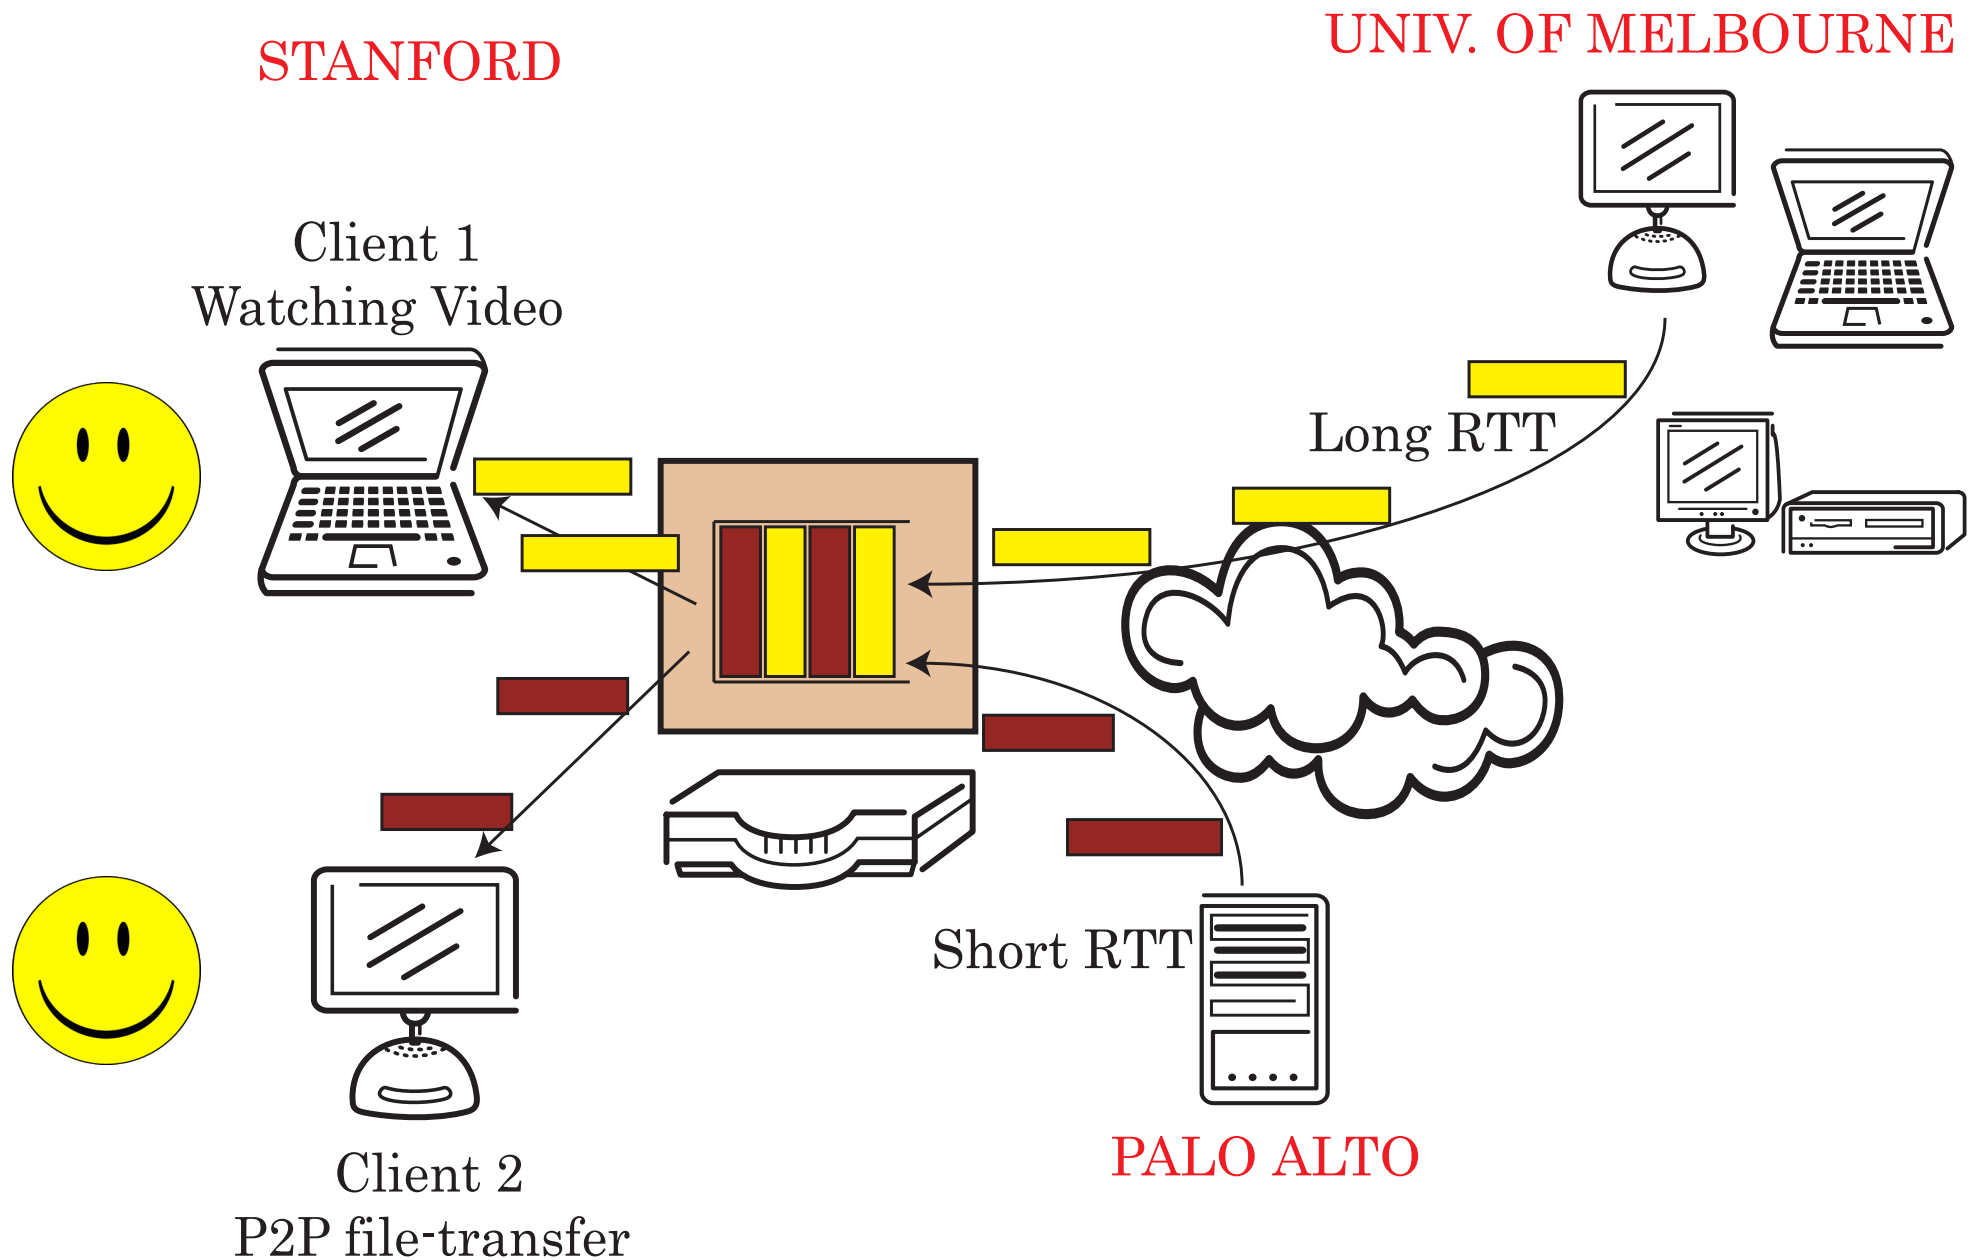 STANFORD
UNIV. OF MELBOURNE
Client 1
Watching Video
Long RTT
Short RTT
PALO ALTO
Client 2
P2P file-transfer